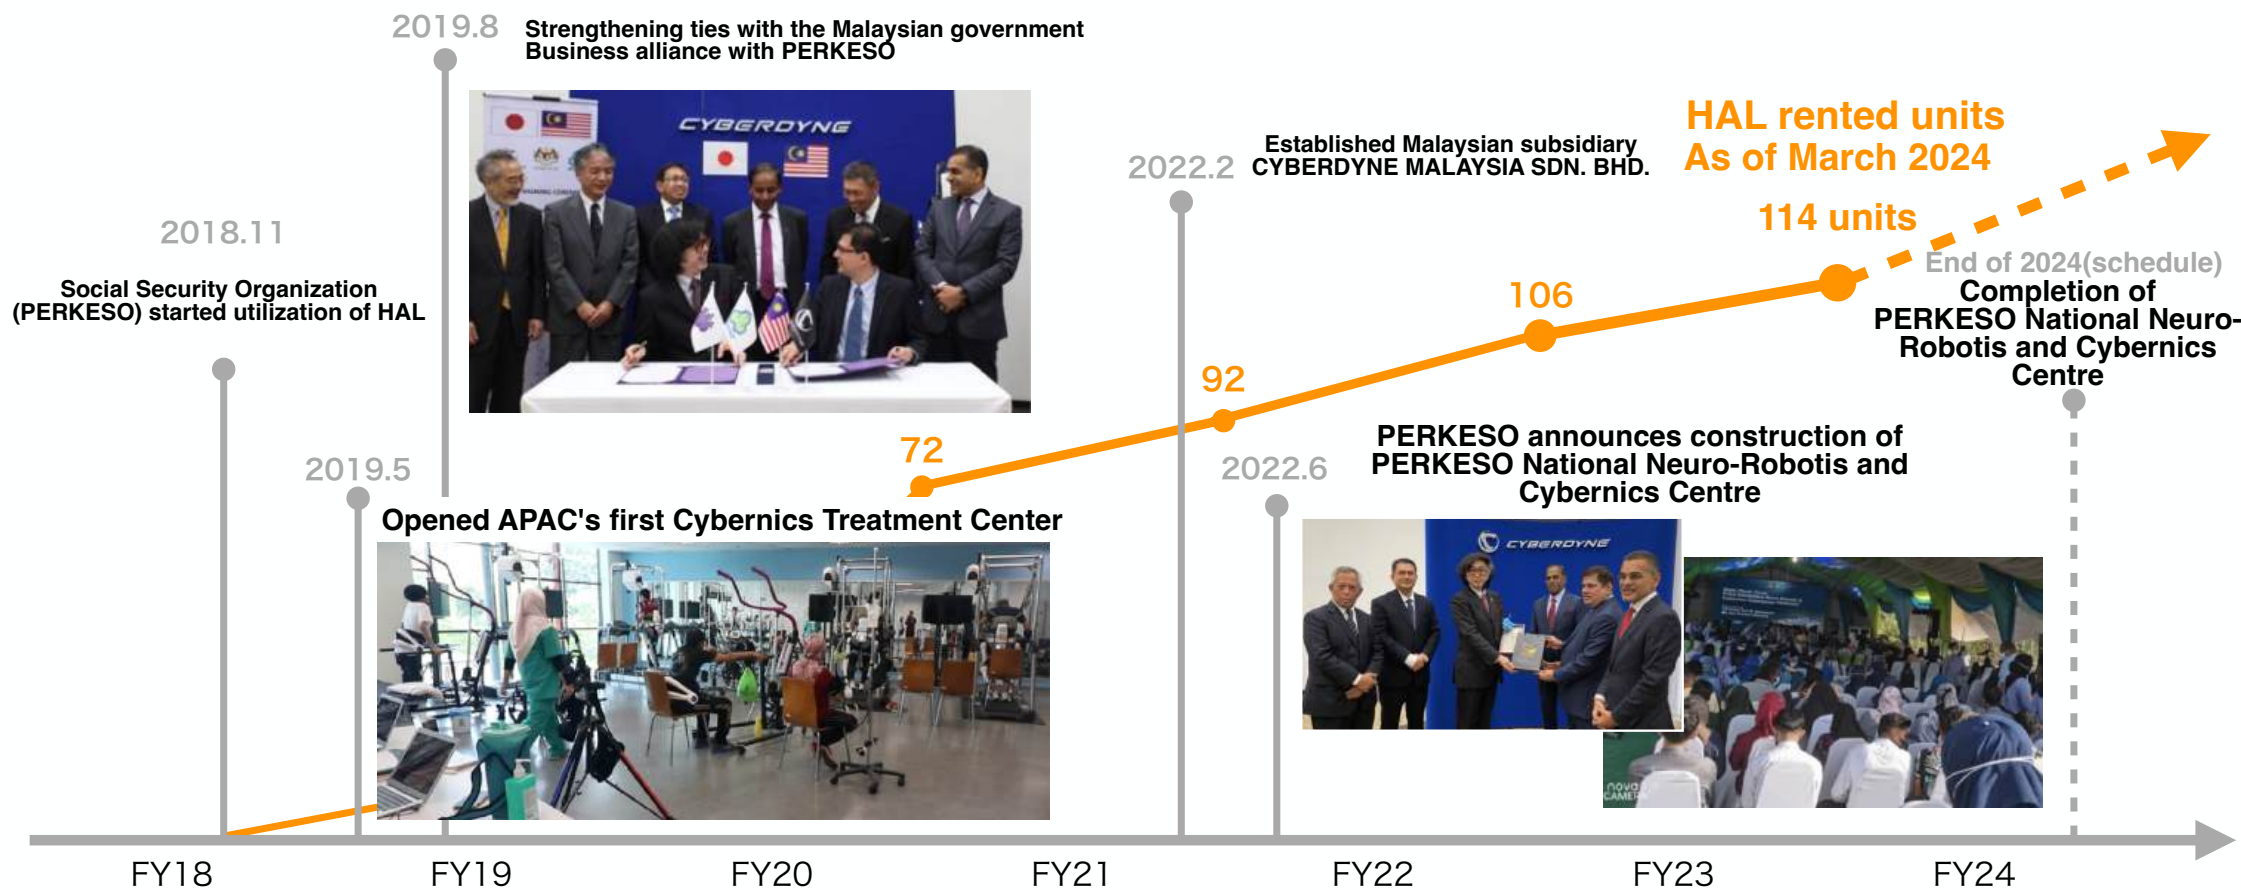 2019.8
Strengthening ties with the Malaysian government
Business alliance with PERKESO
CYBERDYNE
2018.11
Social Security Organization
(PERKESO) started utilization of HAL
2019.5
Opened APAC's first Cybernics Treatment Center
72
2022.2
Established Malaysian subsidiary
CYBERDYNE MALAYSIA SDN. BHD.
92
2022.6
PERKESO announces construction of
PERKESO National Neuro-Robotis and
Cybernics Centre
CYBERDYNE
106
HAL rented units
As of March 2024
114 units
End of 2024(schedule)
Completion of
PERKESO National Neuro-
Robotis and Cybernics
Centre
FY18
FY19
FY20
FY21
FY22
FY23
FY24